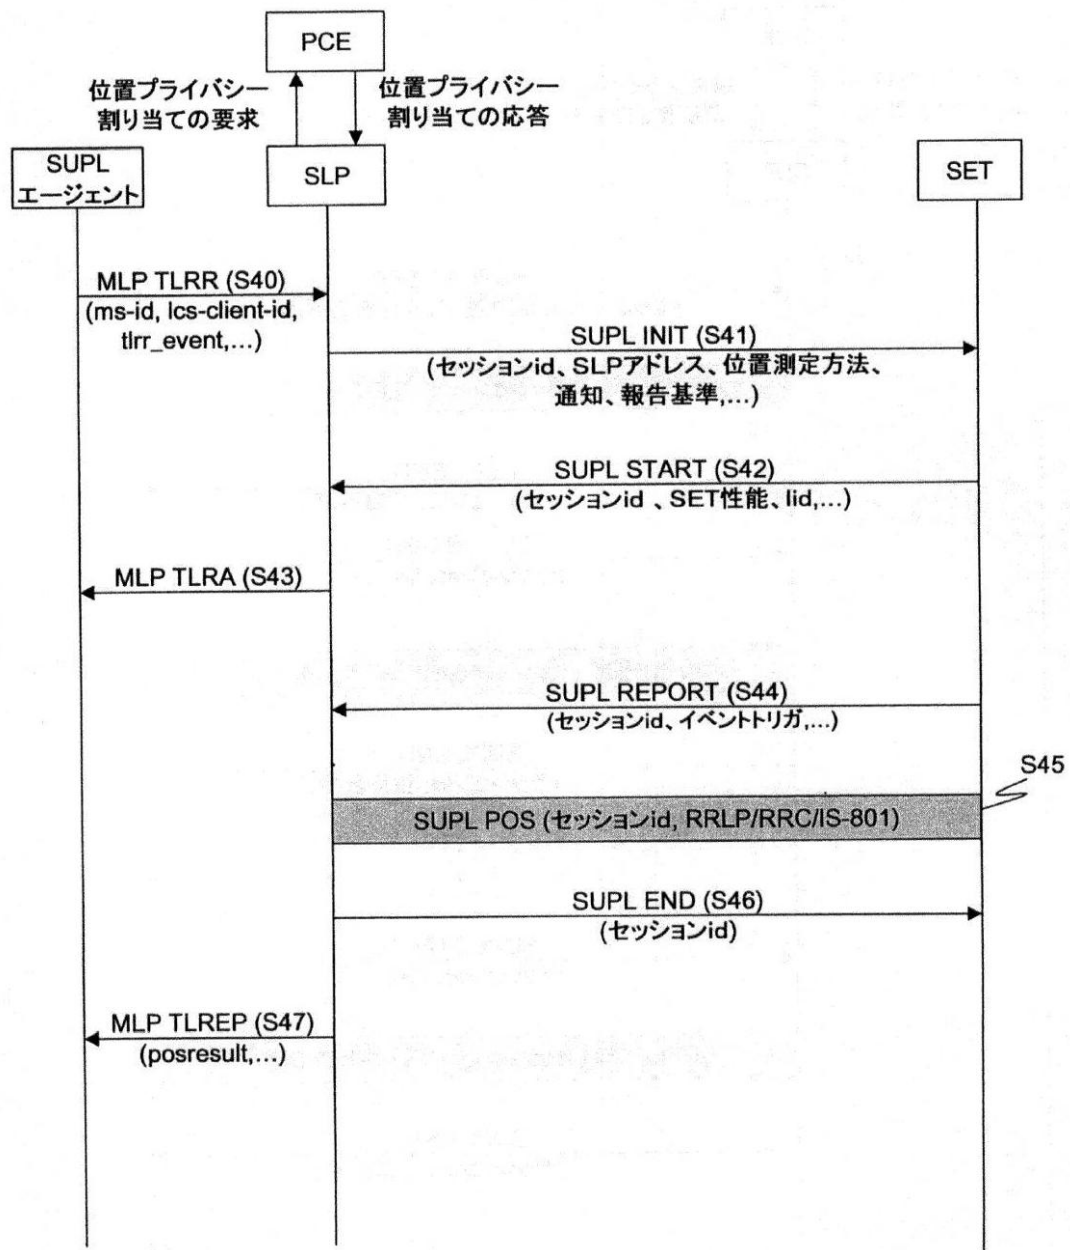 PCE
位置プライバシー
割り当ての要求
位置プライバシー
割り当ての応答
SUPL
エージェント
SLP
SET
MLP TLRR (S40)
(ms-id, lcs-client-id,
tlrr_event,...)
SUPL INIT (S41)
(セッションid、SLPアドレス、位置測定方法、
通知、報告基準,...)
SUPL START (S42)
(セッションid 、SET性能、lid,...)
MLP TLRA (S43)
SUPL REPORT (S44)
(セッションid、イベントトリガ,...)
S45
SUPL POS (セッションid, RRLP/RRC/IS-801)
SUPL END (S46)
(セッションid)
MLP TLREP (S47)
(posresult,...)